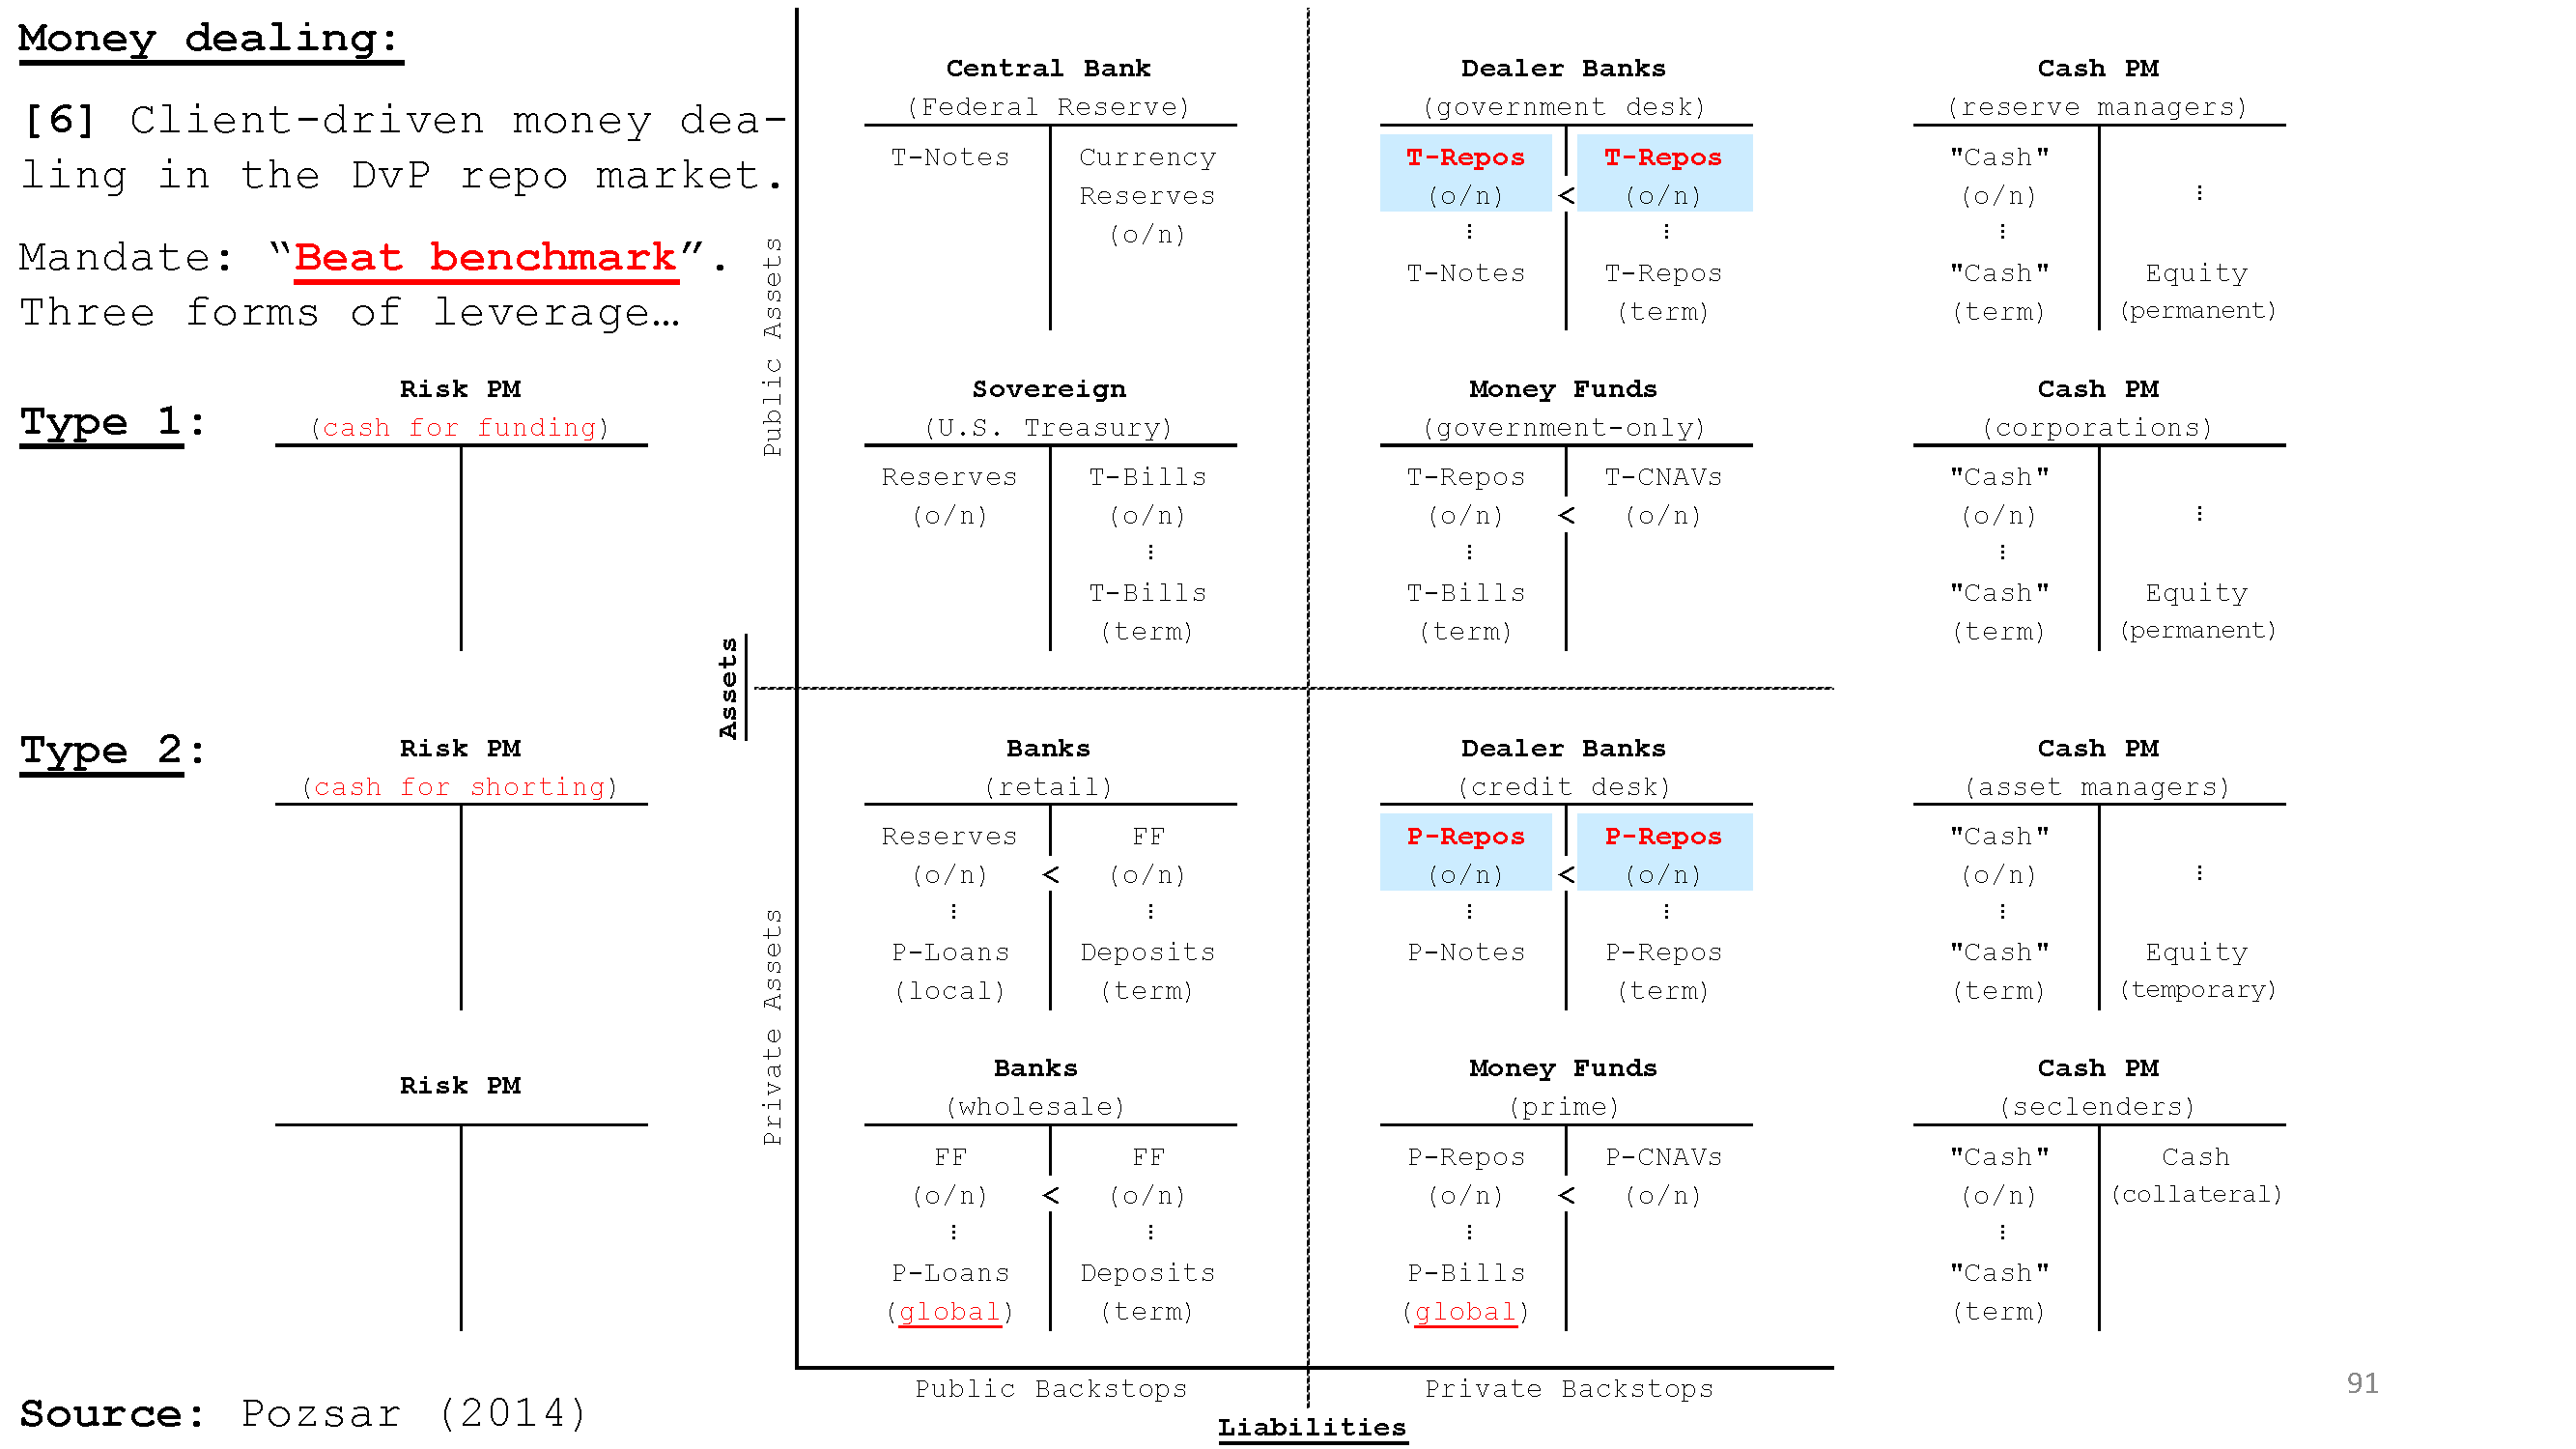 Money dealing:
[6] Client-driven money dea-
ling in the DvP repo market.
Mandate: “Beat benchmark”.
Three forms of leverage…
Type 1:
Risk PM
(cash for funding)
Type 2:
Risk PM
(cash for shorting)
Risk PM
Source: Pozsar (2014)
Assets
Public Assets
Private Assets
Central Bank
(Federal Reserve)
T-Notes Currency
Reserves
(o/n)
Dealer Banks
(government desk)
T-Repos T-Repos
(o/n) < (o/n)
⋮ ⋮
T-Notes T-Repos
(term)
Cash PM
(reserve managers)
"Cash"
(o/n) ⋮
⋮
"Cash" Equity
(term) (permanent)
Sovereign
(U.S. Treasury)
Reserves T-Bills
(o/n) (o/n)
⋮
T-Bills
(term)
Money Funds
(government-only)
T-Repos T-CNAVs
(o/n) < (o/n)
⋮
T-Bills
(term)
Cash PM
(corporations)
"Cash"
(o/n) ⋮
⋮
"Cash" Equity
(term) (permanent)
Banks
(retail)
Reserves FF
(o/n) < (o/n)
⋮ ⋮
P-Loans Deposits
(local) (term)
Dealer Banks
(credit desk)
P-Repos P-Repos
(o/n) < (o/n)
⋮ ⋮
P-Notes P-Repos
(term)
Cash PM
(asset managers)
"Cash"
(o/n) ⋮
⋮
"Cash" Equity
(term) (temporary)
Banks
(wholesale)
FF FF
(o/n) < (o/n)
⋮ ⋮
P-Loans Deposits
(global) (term)
Money Funds
(prime)
P-Repos P-CNAVs
(o/n) < (o/n)
⋮
P-Bills
(global)
Cash PM
(seclenders)
"Cash" Cash
(o/n) (collateral)
⋮
"Cash"
(term)
Public Backstops Private Backstops
Liabilities
91